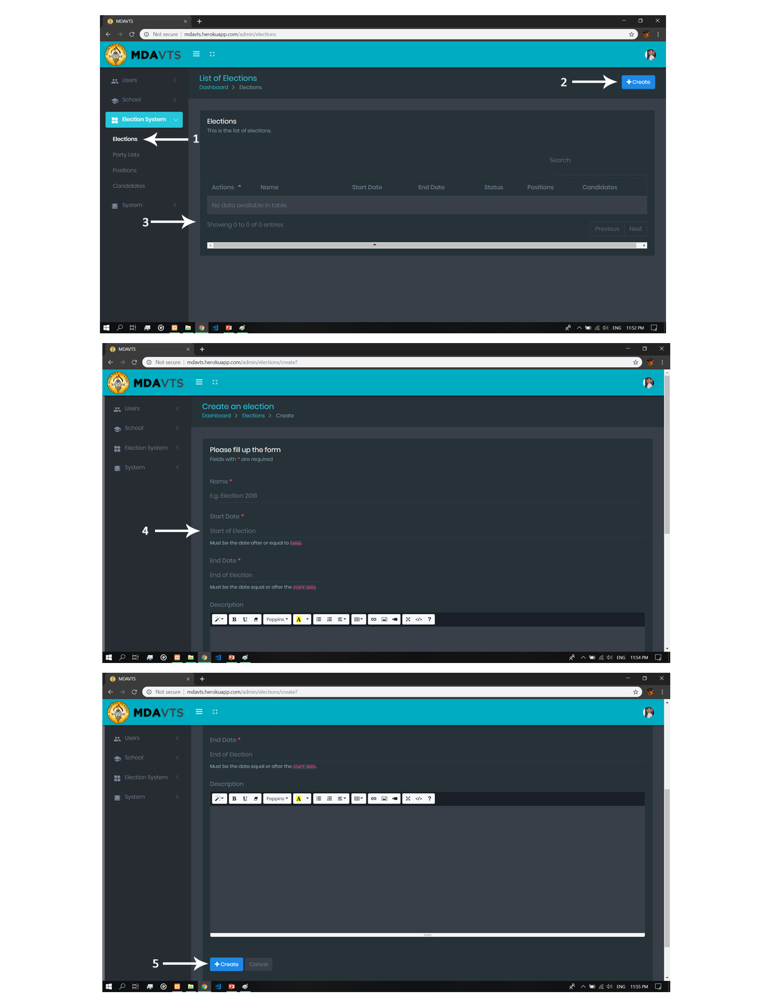 MDAVTS
Not secure | mdavts.herokuapp.com/admin/elections
MDAVTS
Users
School
Election System
Elections
Party Lists
Positions
Candidates
System
List of Elections
Dashboard > Elections
2
+Create
1
3
Elections
This is the list of elections.
Search:
Actions Name Start Date End Date Status Positions Candidates
No data available in table
Showing 0 to 0 of 0 entries
Previous Next
ENG 11:52 PM
MDAVTS
Not secure | mdavts.herokuapp.com/admin/elections/create?
MDAVTS
Users
School
Election System
System
Create an election
Dashboard > Elections > Create
Please fill up the form
Fields with * are required
Name *
E.g. Election 2018
Start Date *
4
Start of Election
Must be the date after or equal to today.
End Date *
End of Election
Must be the date equal or after the start date.
Description
B U Poppins A </> ?
ENG 11:54 PM
MDAVTS
Not secure | mdavts.herokuapp.com/admin/elections/create?
MDAVTS
Users
School
Election System
System
End Date *
End of Election
Must be the date equal or after the start date.
Description
B U Poppins A </> ?
5
+Create Cancel
ENG 11:55 PM